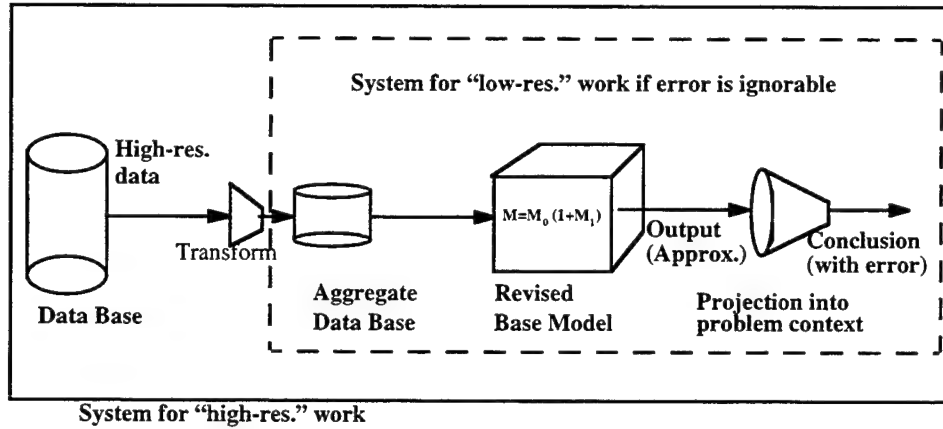 System for “low-res.” work if error is ignorable
High-res.
data
Transform
Data Base
Aggregate
Data Base
M=M₀ (1+M₁)
Revised
Base Model
Output
(Approx.)
Projection into
problem context
Conclusion
(with error)
System for “high-res.” work